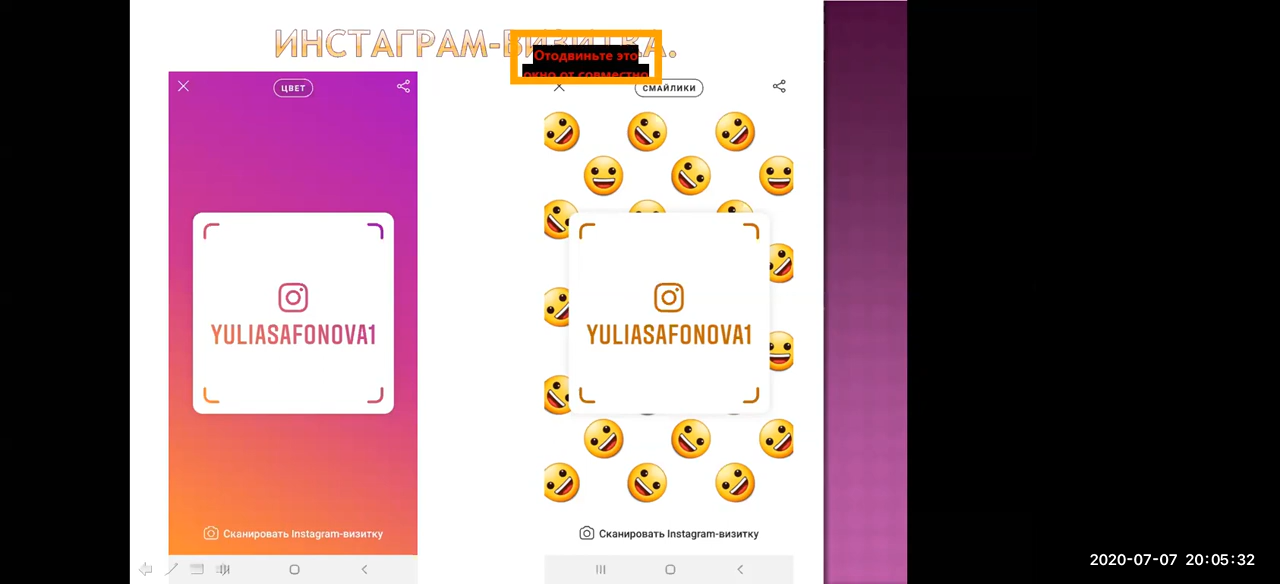 ИНСТАГРАМ-ВИЗИТКА.
Отодвиньте это
окно от совместно
ЦВЕТ
СМАЙЛИКИ
YULIASAFONOVA1
YULIASAFONOVA1
Сканировать Instagram-визитку
Сканировать Instagram-визитку
2020-07-07 20:05:32